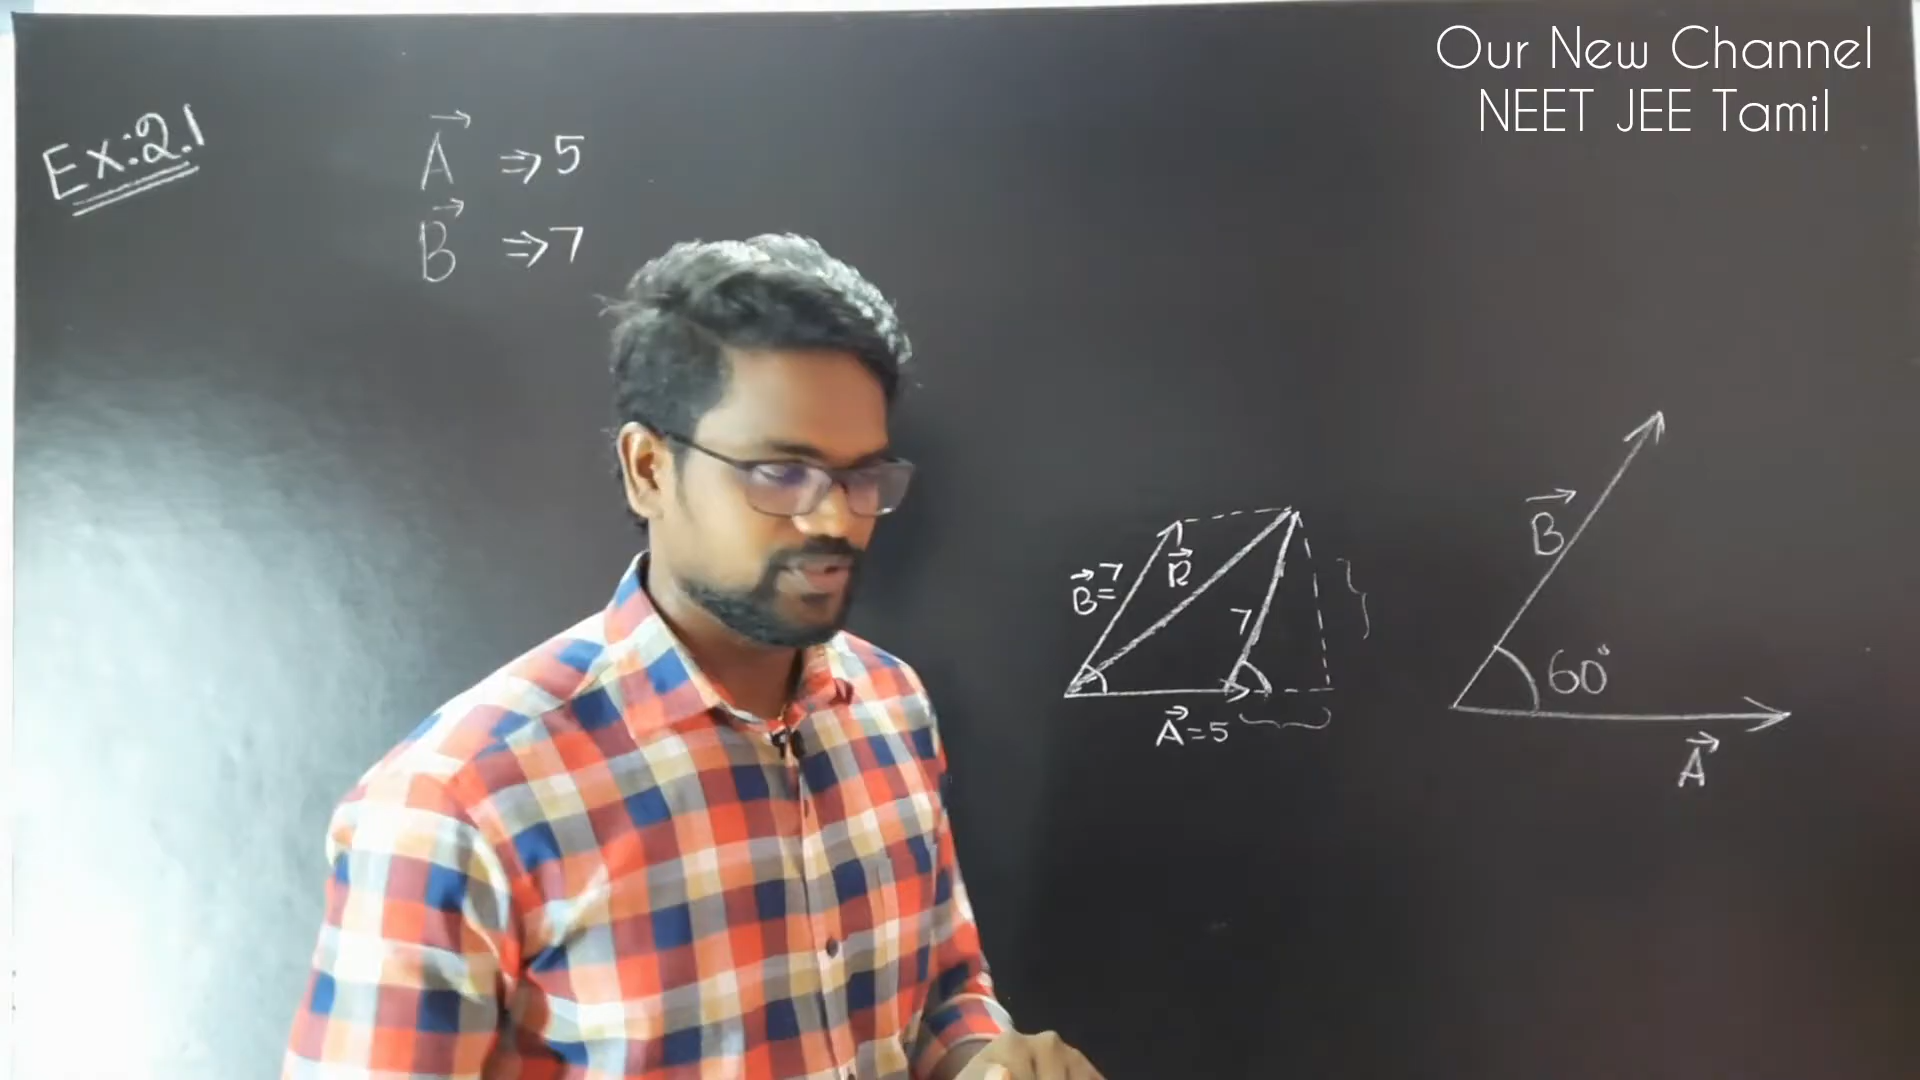 Our New Channel
NEET JEE Tamil
Ex:2.1
A⃗ ⇒ 5
B⃗ ⇒ 7
B⃗ = 7
R⃗
7
A⃗ = 5
B⃗
60°
A⃗